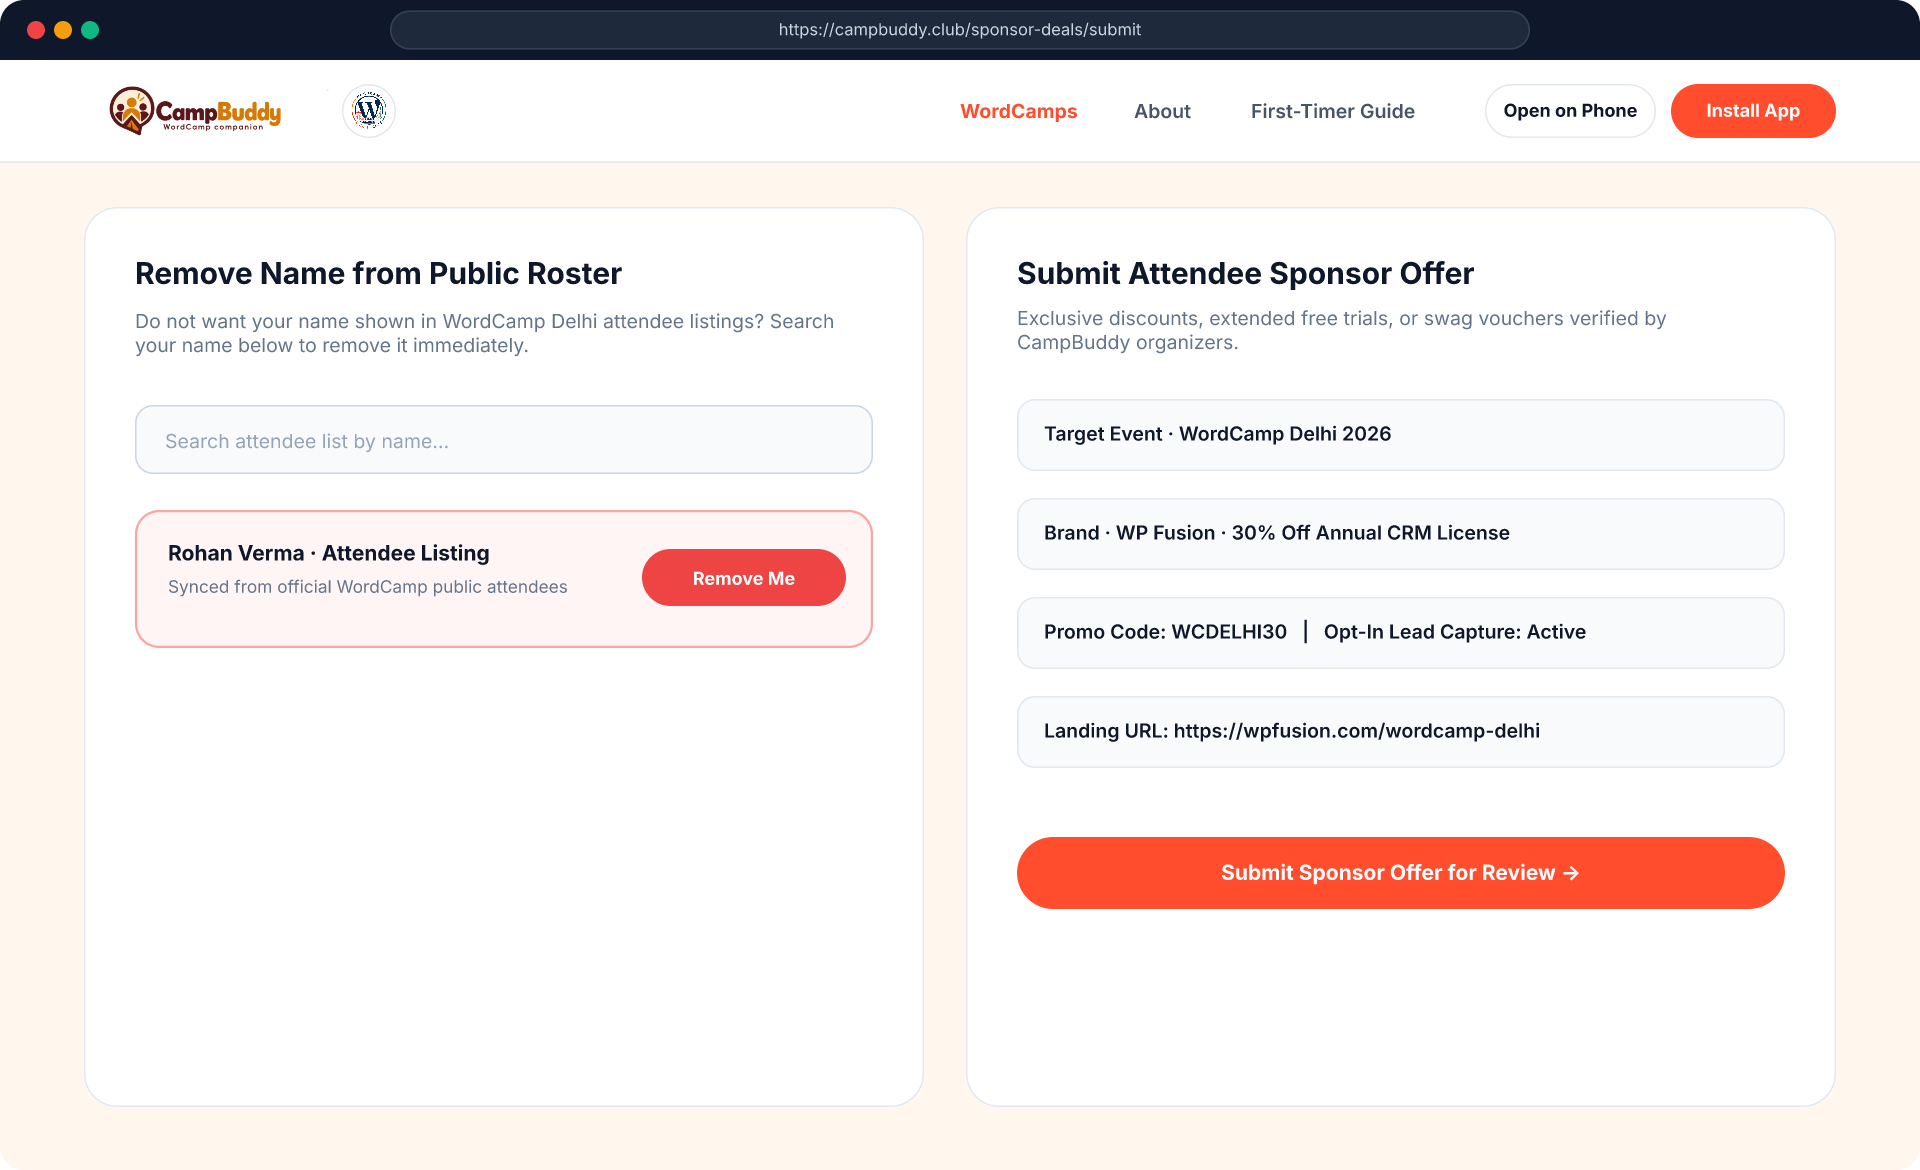 https://campbuddy.club/sponsor-deals/submit
CampBuddy
WordCamp companion
W
WordCamps
About
First-Timer Guide
Open on Phone
Install App
Remove Name from Public Roster
Do not want your name shown in WordCamp Delhi attendee listings? Search
your name below to remove it immediately.
Search attendee list by name...
Rohan Verma · Attendee Listing
Synced from official WordCamp public attendees
Remove Me
Submit Attendee Sponsor Offer
Exclusive discounts, extended free trials, or swag vouchers verified by
CampBuddy organizers.
Target Event · WordCamp Delhi 2026
Brand · WP Fusion · 30% Off Annual CRM License
Promo Code: WCDELHI30 | Opt-In Lead Capture: Active
Landing URL: https://wpfusion.com/wordcamp-delhi
Submit Sponsor Offer for Review →